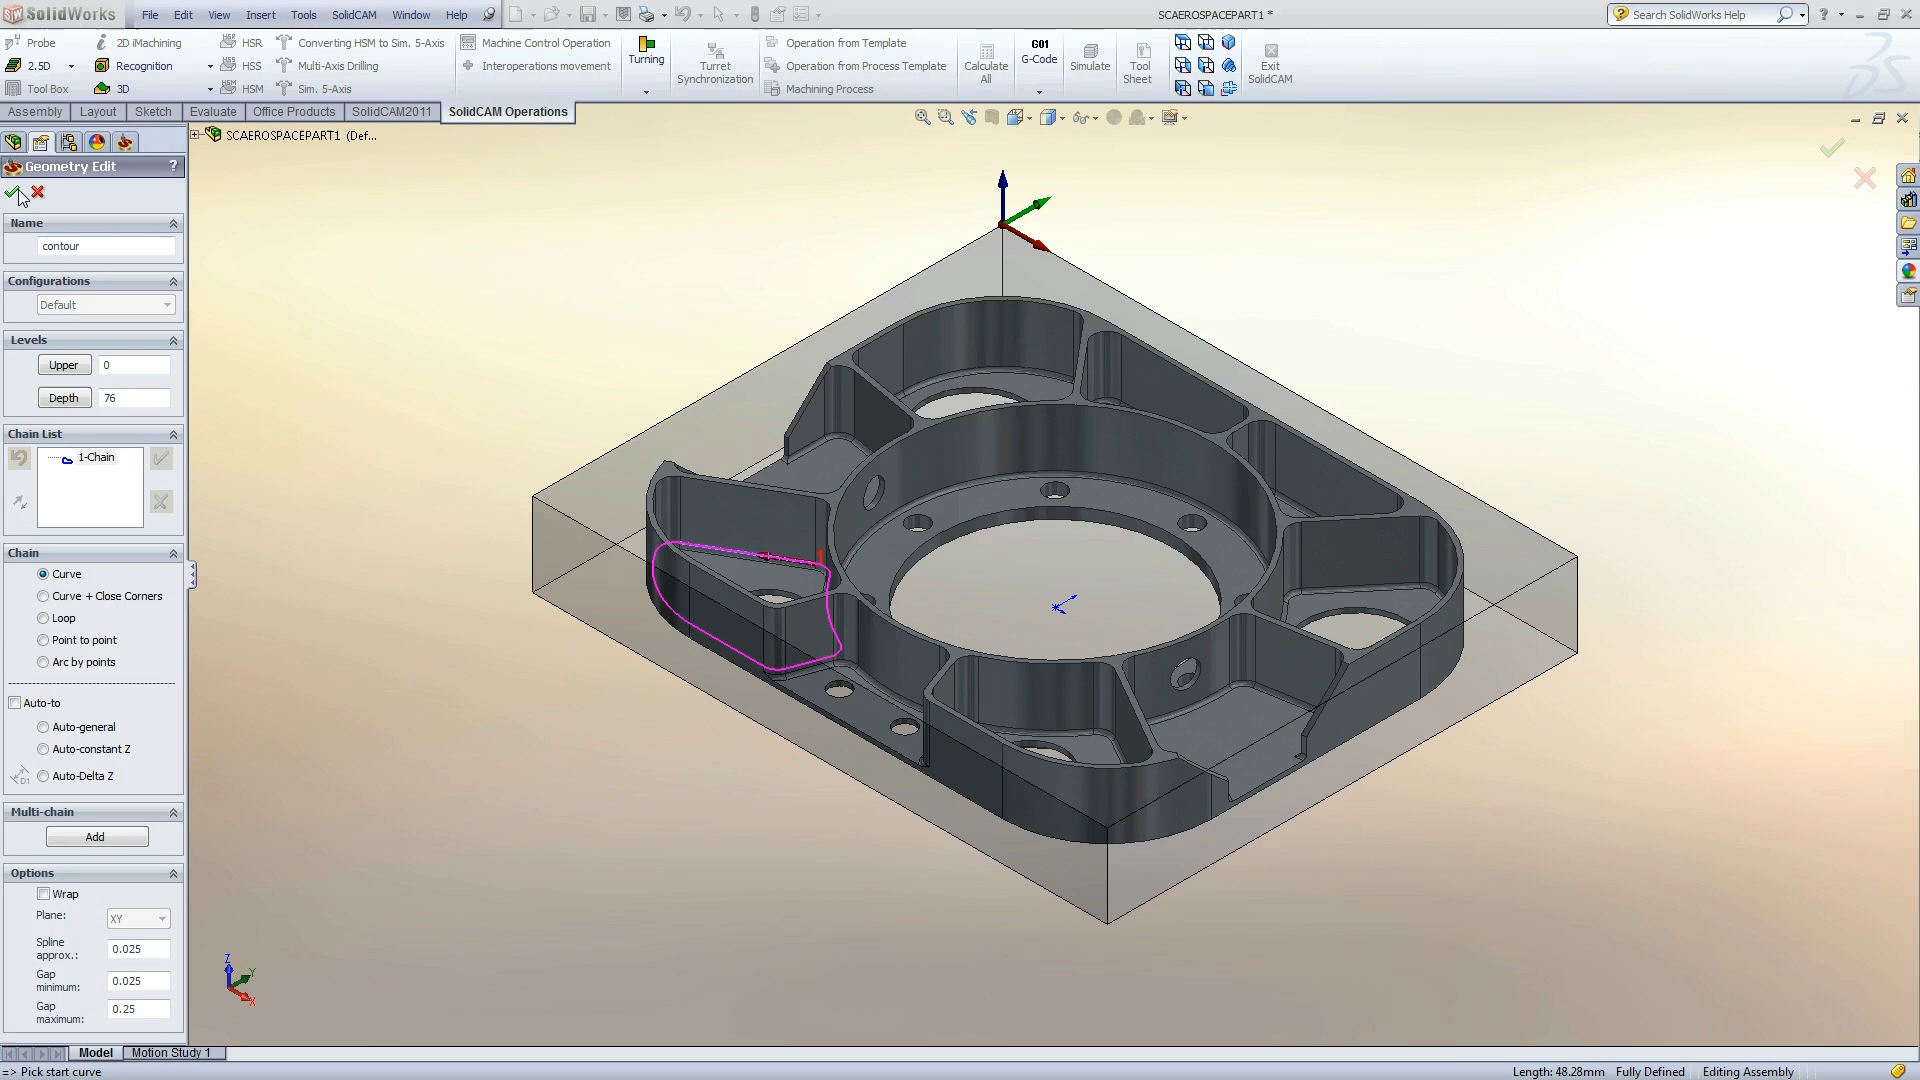 SolidWorks File Edit View Insert Tools SolidCAM Window Help SCAEROSPACEPART1 * Search SolidWorks Help
Probe 2D iMachining HSR Converting HSM to Sim. 5-Axis Machine Control Operation Operation from Template G01
2.5D Recognition HSS Multi-Axis Drilling Interoperations movement Turning Turret Synchronization Operation from Process Template Calculate All G-Code Simulate Tool Sheet Exit SolidCAM
Tool Box 3D HSM Sim. 5-Axis Machining Process
Assembly Layout Sketch Evaluate Office Products SolidCAM2011 SolidCAM Operations
SCAEROSPACEPART1 (Def...
Geometry Edit ?
Name
contour
Configurations
Default
Levels
Upper 0
Depth 76
Chain List
1-Chain
Chain
Curve
Curve + Close Corners
Loop
Point to point
Arc by points
Auto-to
Auto-general
Auto-constant Z
D1 Auto-Delta Z
Multi-chain
Add
Options
Wrap
Plane: XY
Spline approx.: 0.025
Gap minimum: 0.025
Gap maximum: 0.25
Z
Y
X
Model Motion Study 1
=> Pick start curve Length: 48.28mm Fully Defined Editing Assembly